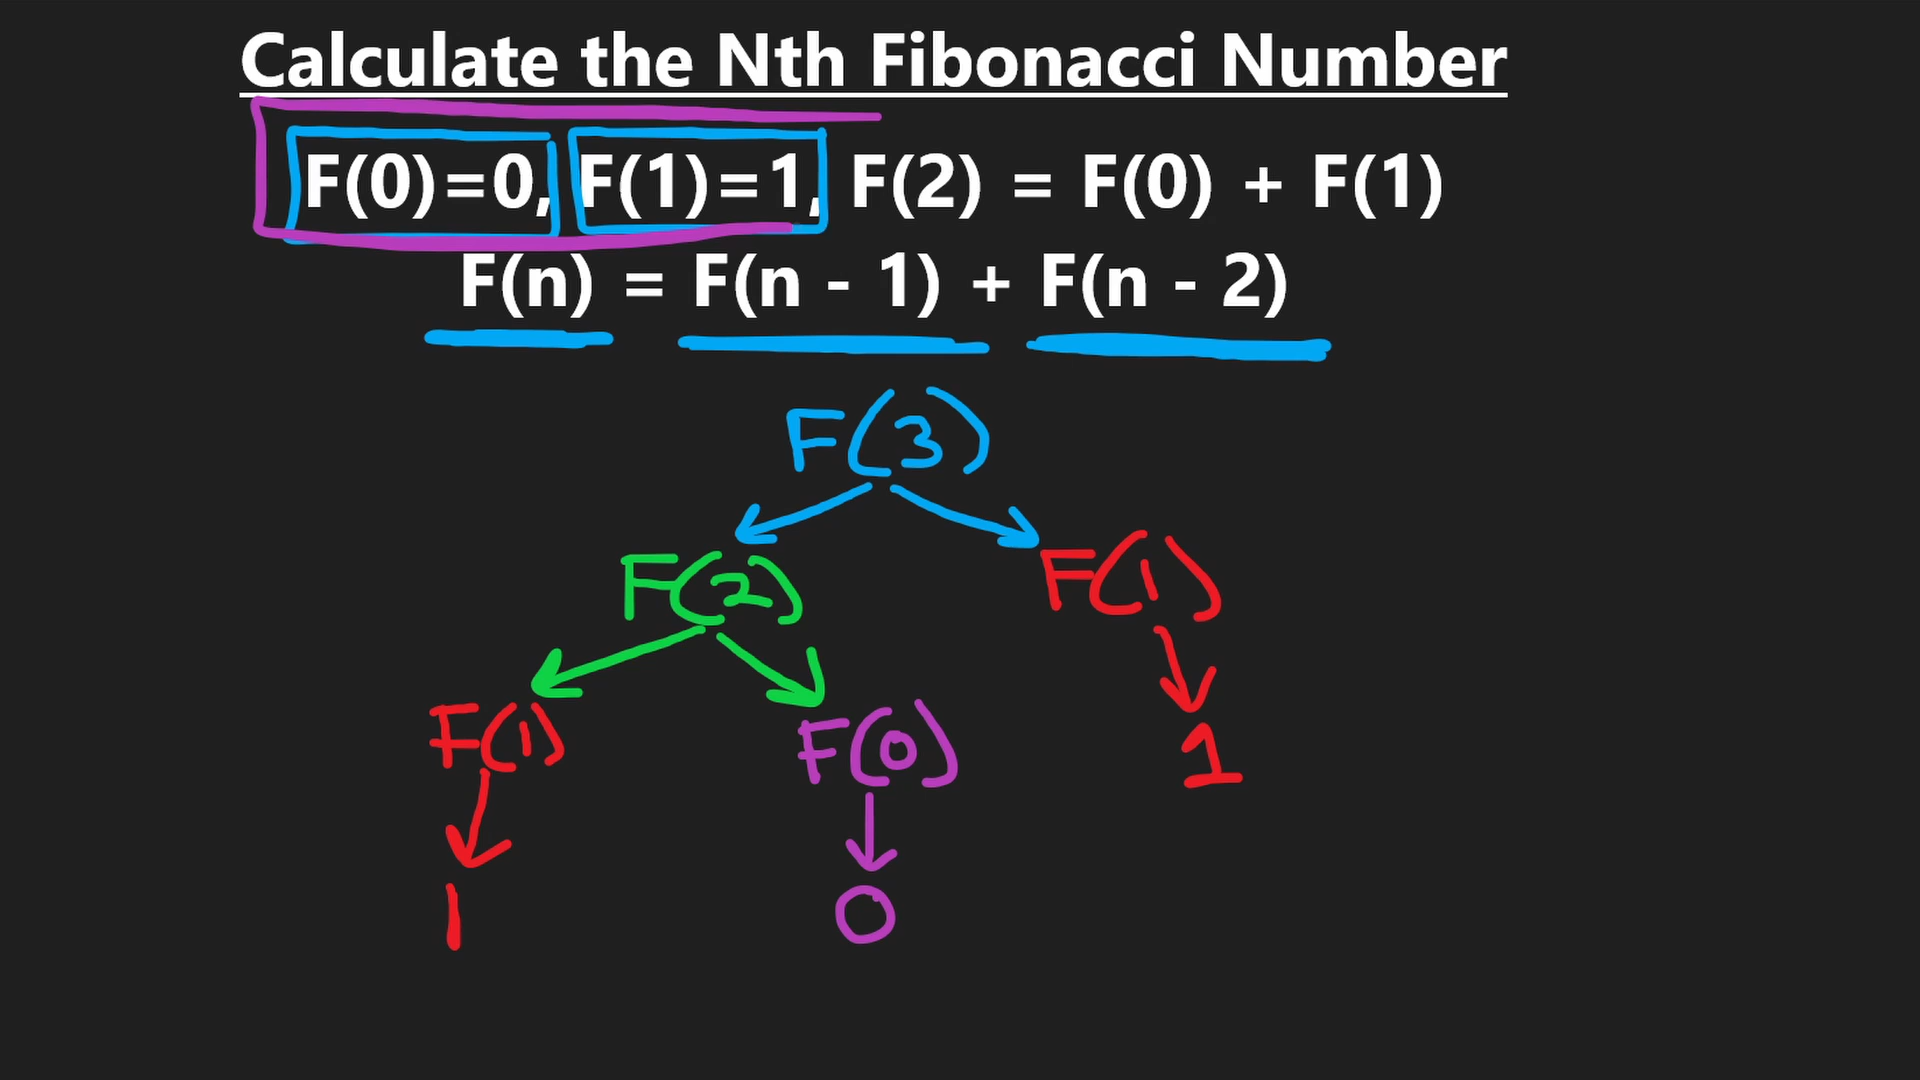 Calculate the Nth Fibonacci Number
F(0)=0, F(1)=1, F(2) = F(0) + F(1)
F(n) = F(n - 1) + F(n - 2)
F(3)
F(2) F(1)
F(1) F(0) 1
1 0